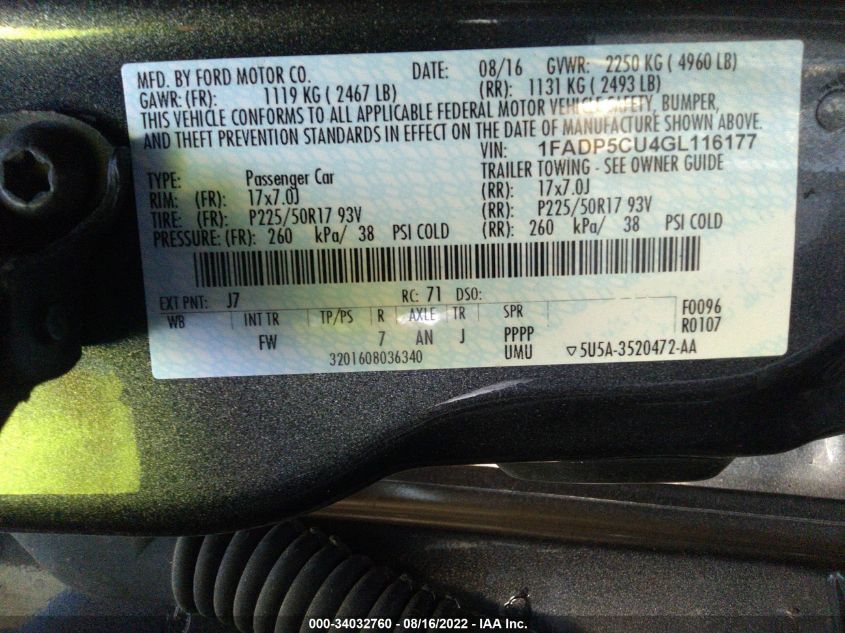 MFD. BY FORD MOTOR CO. DATE: 08/16 GVWR: 2250 KG ( 4960 LB)
GAWR: (FR): 1119 KG ( 2467 LB) (RR): 1131 KG ( 2493 LB)
THIS VEHICLE CONFORMS TO ALL APPLICABLE FEDERAL MOTOR VEHICLE SAFETY, BUMPER,
AND THEFT PREVENTION STANDARDS IN EFFECT ON THE DATE OF MANUFACTURE SHOWN ABOVE.
VIN: 1FADP5CU4GL116177
TYPE: Passenger Car TRAILER TOWING - SEE OWNER GUIDE
RIM: (FR): 17x7.0J (RR): 17x7.0J
TIRE: (FR): P225/50R17 93V (RR): P225/50R17 93V
PRESSURE: (FR): 260 kPa/ 38 PSI COLD (RR): 260 kPa/ 38 PSI COLD
EXT PNT: J7 RC: 71 DSO:
WB INT TR TP/PS R AXLE TR SPR F0096
FW 7 AN J PPPP R0107
3201608036340 UMU ▽5U5A-3520472-AA
000-34032760 - 08/16/2022 - IAA Inc.